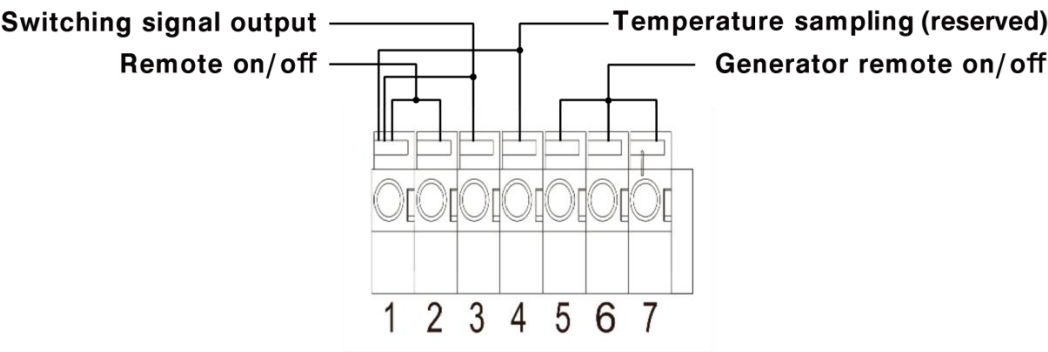 Switching signal output
Temperature sampling (reserved)
Remote on/off
Generator remote on/off
1 2 3 4 5 6 7